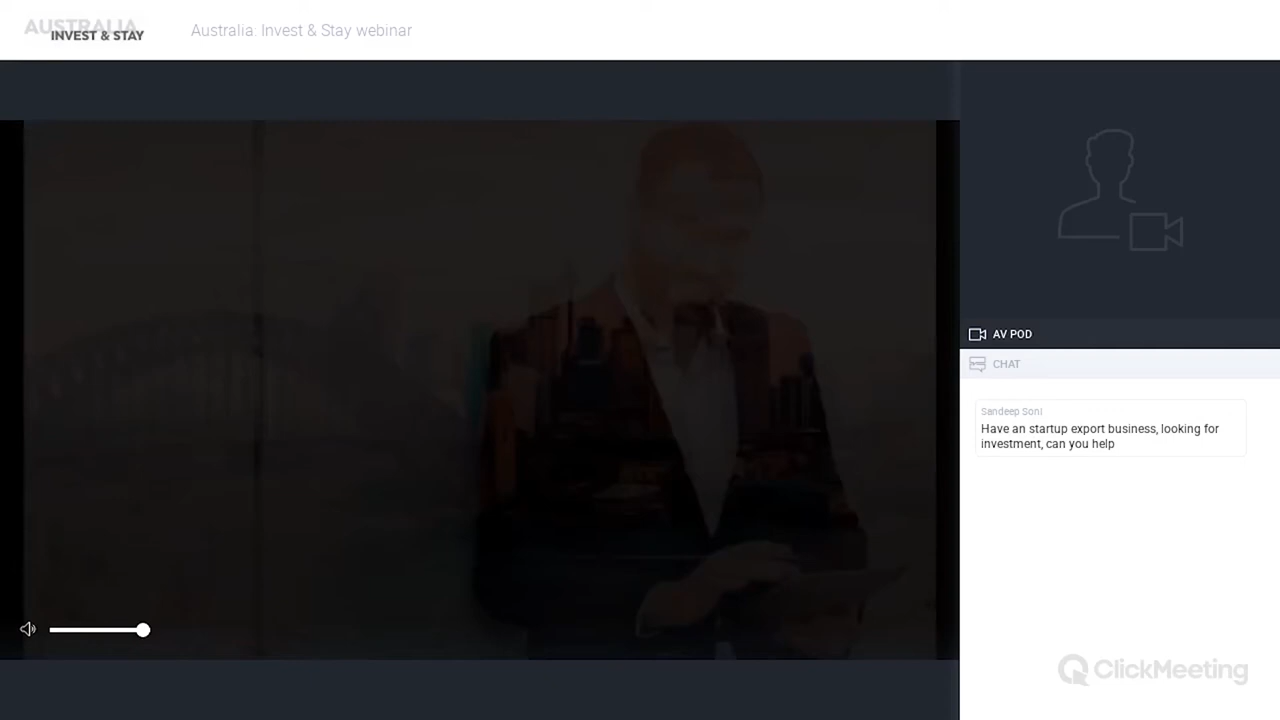 AUSTRALIA
INVEST & STAY
Australia: Invest & Stay webinar
AV POD
CHAT
Sandeep Soni
Have an startup export business, looking for
investment, can you help
ClickMeeting